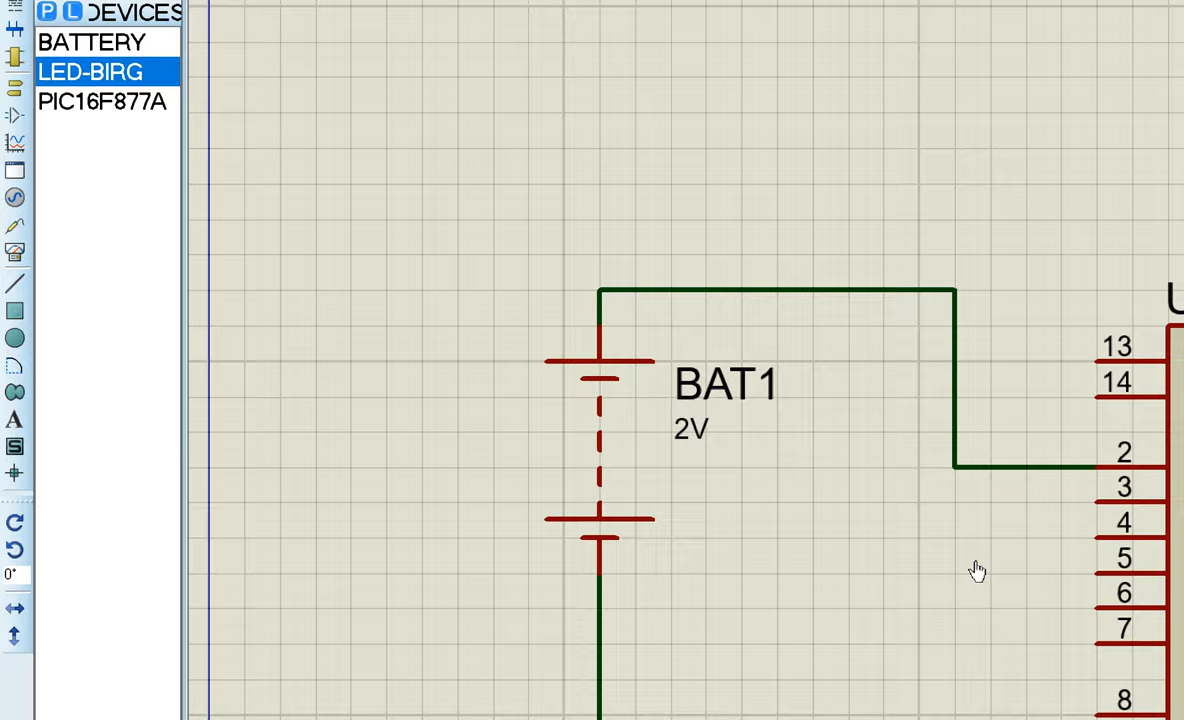 P L DEVICES
BATTERY
LED-BIRG
PIC16F877A
A
S
0°
BAT1
2V
U
13
14
2
3
4
5
6
7
8